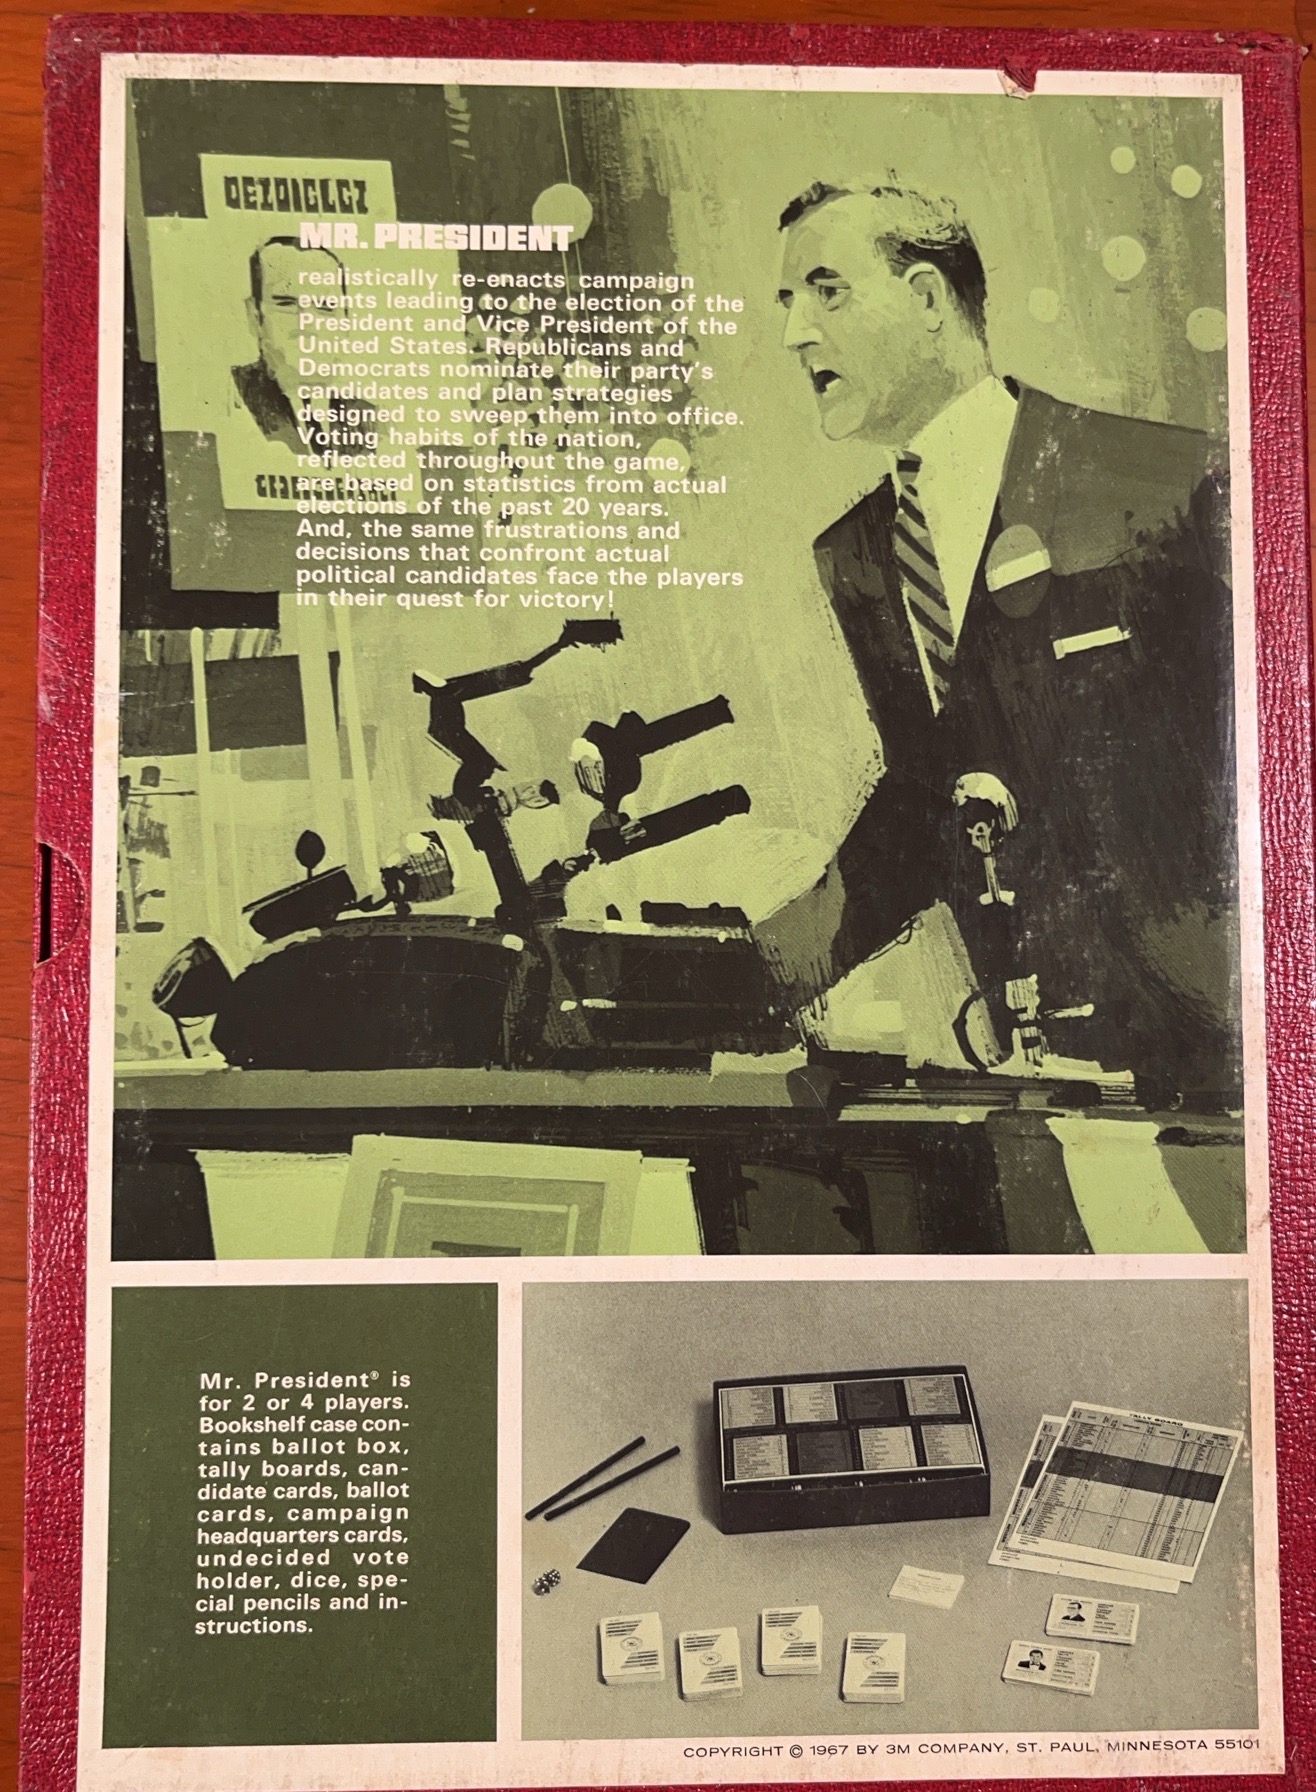 MR. PRESIDENT
realistically re-enacts campaign
events leading to the election of the
President and Vice President of the
United States. Republicans and
Democrats nominate their party's
candidates and plan strategies
designed to sweep them into office.
Voting habits of the nation,
reflected throughout the game,
are based on statistics from actual
elections of the past 20 years.
And, the same frustrations and
decisions that confront actual
political candidates face the players
in their quest for victory!
Mr. President® is
for 2 or 4 players.
Bookshelf case con-
tains ballot box,
tally boards, can-
didate cards, ballot
cards, campaign
headquarters cards,
undecided vote
holder, dice, spe-
cial pencils and in-
structions.
TALLY BOARD
COPYRIGHT © 1967 BY 3M COMPANY, ST. PAUL, MINNESOTA 55101